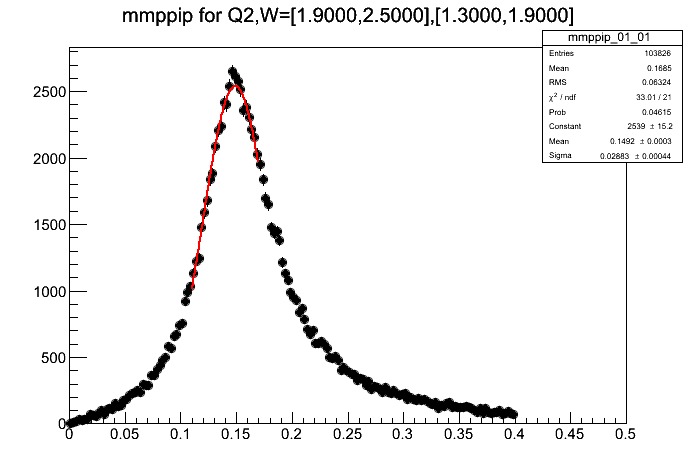 mmppip for Q2,W=[1.9000,2.5000],[1.3000,1.9000]
mmppip_01_01
Entries 103826
Mean 0.1685
RMS 0.06324
χ² / ndf 33.01 / 21
Prob 0.04615
Constant 2539 ± 15.2
Mean 0.1492 ± 0.0003
Sigma 0.02883 ± 0.00044
2500
2000
1500
1000
500
0
0 0.05 0.1 0.15 0.2 0.25 0.3 0.35 0.4 0.45 0.5